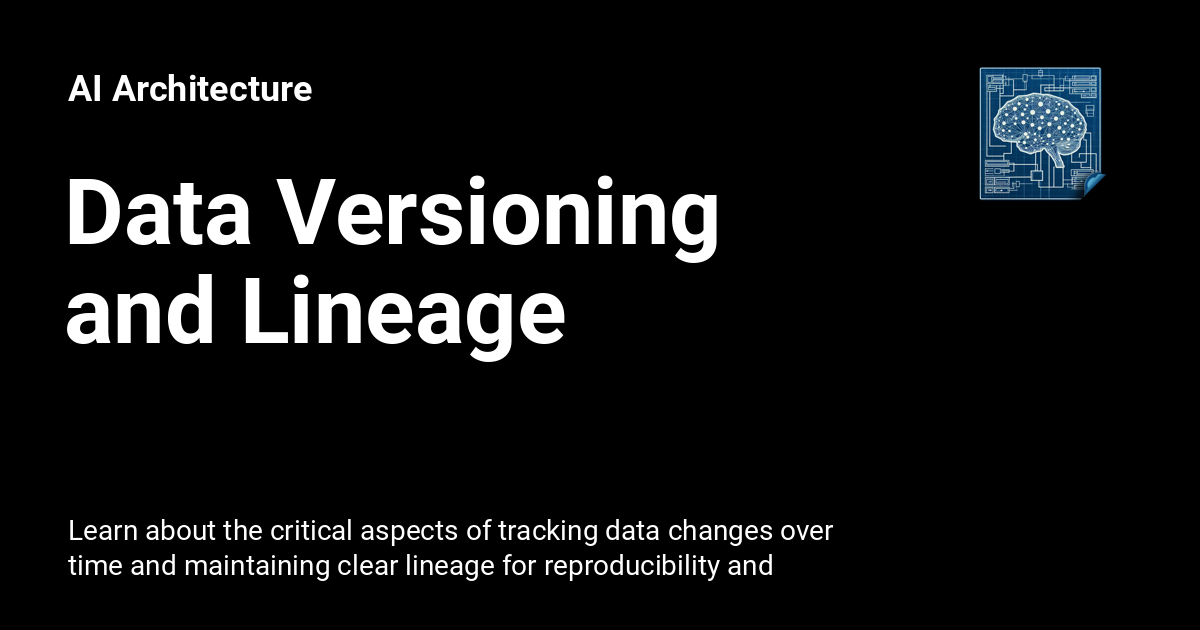 AI Architecture
Data Versioning
and Lineage
Learn about the critical aspects of tracking data changes over
time and maintaining clear lineage for reproducibility and